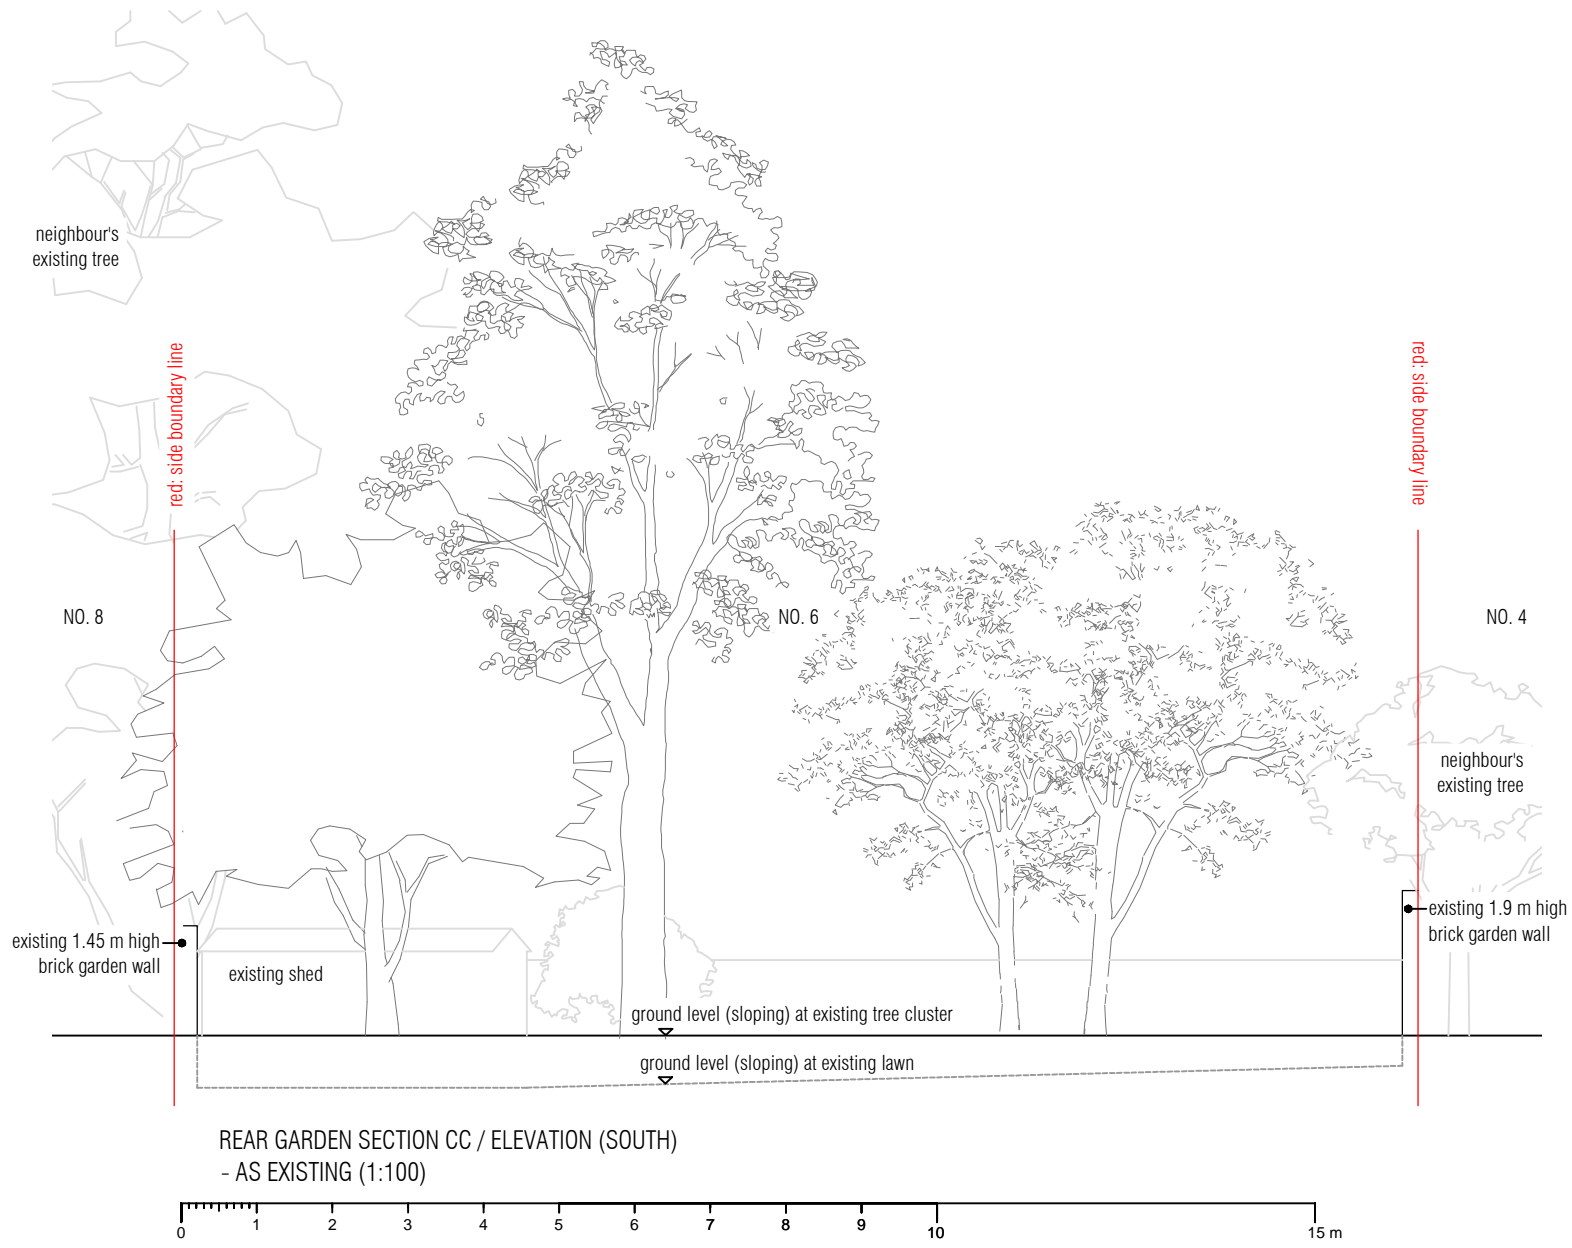 neighbour's
existing tree
red: side boundary line
red: side boundary line
NO. 8
NO. 6
NO. 4
neighbour's
existing tree
existing 1.45 m high
brick garden wall
existing shed
existing 1.9 m high
brick garden wall
ground level (sloping) at existing tree cluster
ground level (sloping) at existing lawn
REAR GARDEN SECTION CC / ELEVATION (SOUTH)
- AS EXISTING (1:100)
0 1 2 3 4 5 6 7 8 9 10 15 m